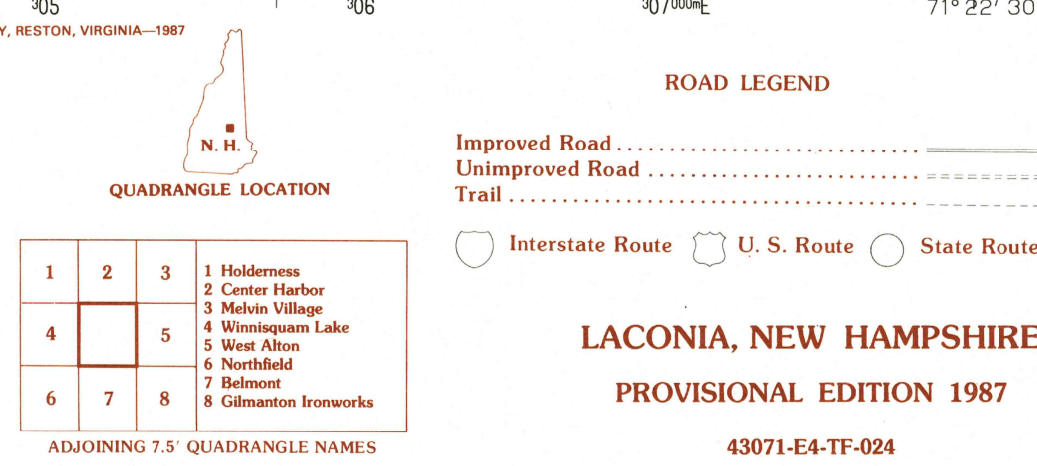 305 306 307000mE 71° 22′ 30
Y, RESTON, VIRGINIA—1987
N. H.
QUADRANGLE LOCATION
ROAD LEGEND
Improved Road
Unimproved Road
Trail
Interstate Route U. S. Route State Route
1 2 3
4 5
6 7 8
1 Holderness
2 Center Harbor
3 Melvin Village
4 Winnisquam Lake
5 West Alton
6 Northfield
7 Belmont
8 Gilmanton Ironworks
ADJOINING 7.5′ QUADRANGLE NAMES
LACONIA, NEW HAMPSHIRE
PROVISIONAL EDITION 1987
43071-E4-TF-024